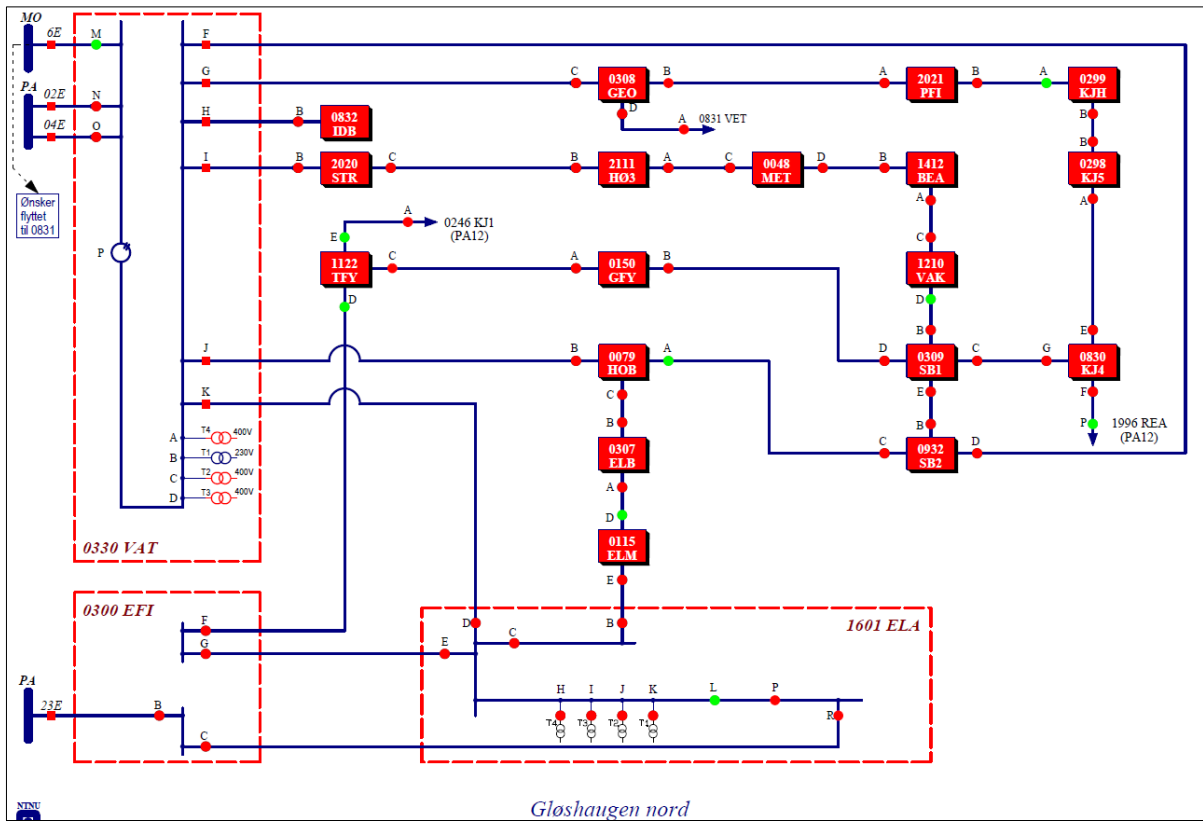 MO
6E
M
F
PA
G
C
0308
GEO
B
A
2021
PFI
B
A
0299
KJH
02E
N
D
04E
O
H
B
0832
IDB
A
0831 VET
B
B
I
B
2020
STR
C
B
2111
HØ3
A
C
0048
MET
D
B
1412
BEA
0298
KJ5
Ønsker
flyttet
til 0831
A
A
A
0246 KJ1
(PA12)
E
C
P
1122
TFY
C
A
0150
GFY
B
1210
VAK
D
D
B
E
J
B
0079
HOB
A
D
0309
SB1
C
G
0830
KJ4
K
C
E
F
B
B
P
1996 REA
(PA12)
A
T4
400V
B
T1
230V
0307
ELB
C
0932
SB2
D
C
T2
400V
D
T3
400V
A
D
0330 VAT
0115
ELM
E
0300 EFI
F
D
C
B
1601 ELA
G
E
PA
H
I
J
K
L
P
23E
B
R
T4
T3
T2
T1
C
NTNU
Gløshaugen nord